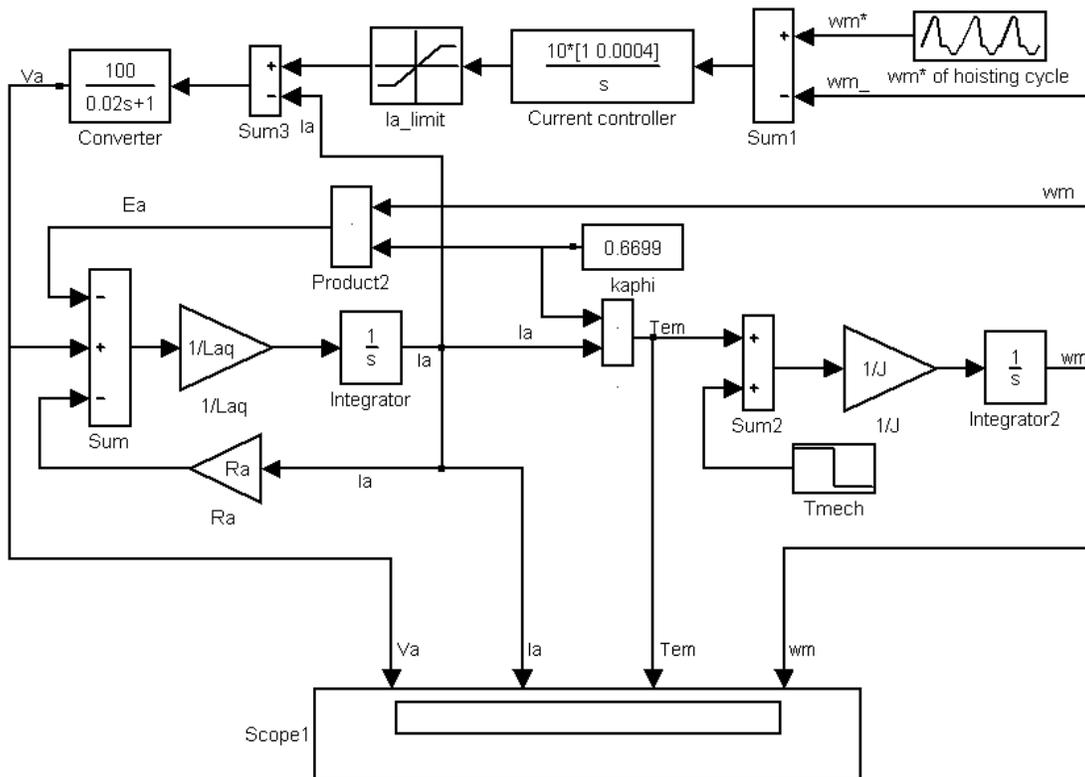 wm*
wm* of hoisting cycle
wm_
+
-
Sum1
10*[1 0.0004]
s
Current controller
Ia_limit
+
-
Sum3
Ia
100
0.02s+1
Converter
Va
Ea
wm
Product2
0.6699
kaphi
-
+
-
Sum
1/Laq
1/Laq
1
s
Integrator
Ia
Ia
Tem
+
+
Sum2
1/J
1/J
1
s
Integrator2
wm
Tmech
Ra
Ra
Ia
Va
Ia
Tem
wm
Scope1